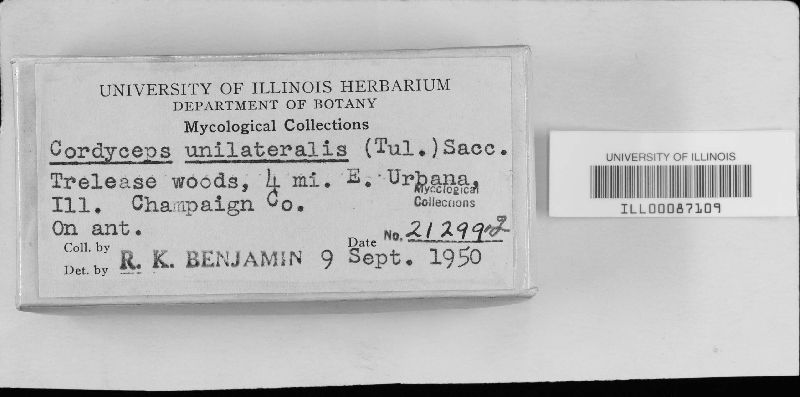 UNIVERSITY OF ILLINOIS HERBARIUM
DEPARTMENT OF BOTANY
Mycological Collections
Cordyceps unilateralis (Tul.) Sacc.
Trelease woods, 4 mi. E. Urbana,
Ill. Champaign Co.
Mycological
Collections
On ant.
No. 21299
Coll. by
Det. by R. K. BENJAMIN
Date 9 Sept. 1950
UNIVERSITY OF ILLINOIS
ILL00087109